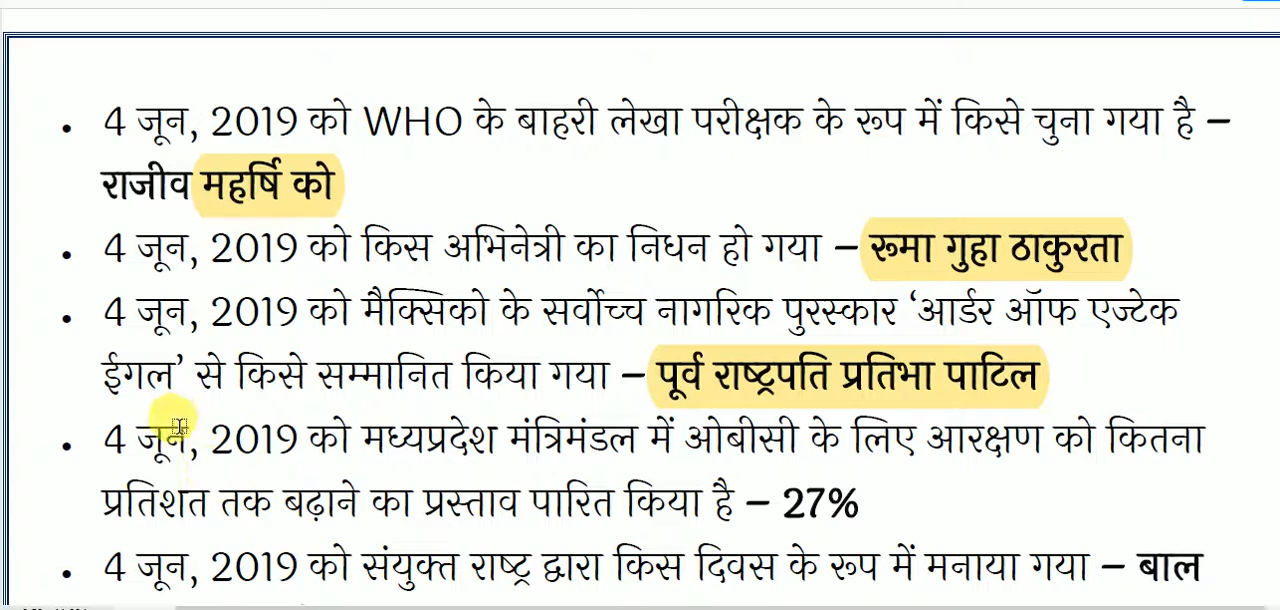 • 4 जून, 2019 को WHO के बाहरी लेखा परीक्षक के रूप में किसे चुना गया है –
राजीव महर्षि को
• 4 जून, 2019 को किस अभिनेत्री का निधन हो गया – रूमा गुहा ठाकुरता
• 4 जून, 2019 को मैक्सिको के सर्वोच्च नागरिक पुरस्कार ‘आर्डर ऑफ एज्टेक
ईगल’ से किसे सम्मानित किया गया – पूर्व राष्ट्रपति प्रतिभा पाटिल
• 4 जून, 2019 को मध्यप्रदेश मंत्रिमंडल में ओबीसी के लिए आरक्षण को कितना
प्रतिशत तक बढ़ाने का प्रस्ताव पारित किया है – 27%
• 4 जून, 2019 को संयुक्त राष्ट्र द्वारा किस दिवस के रूप में मनाया गया – बाल